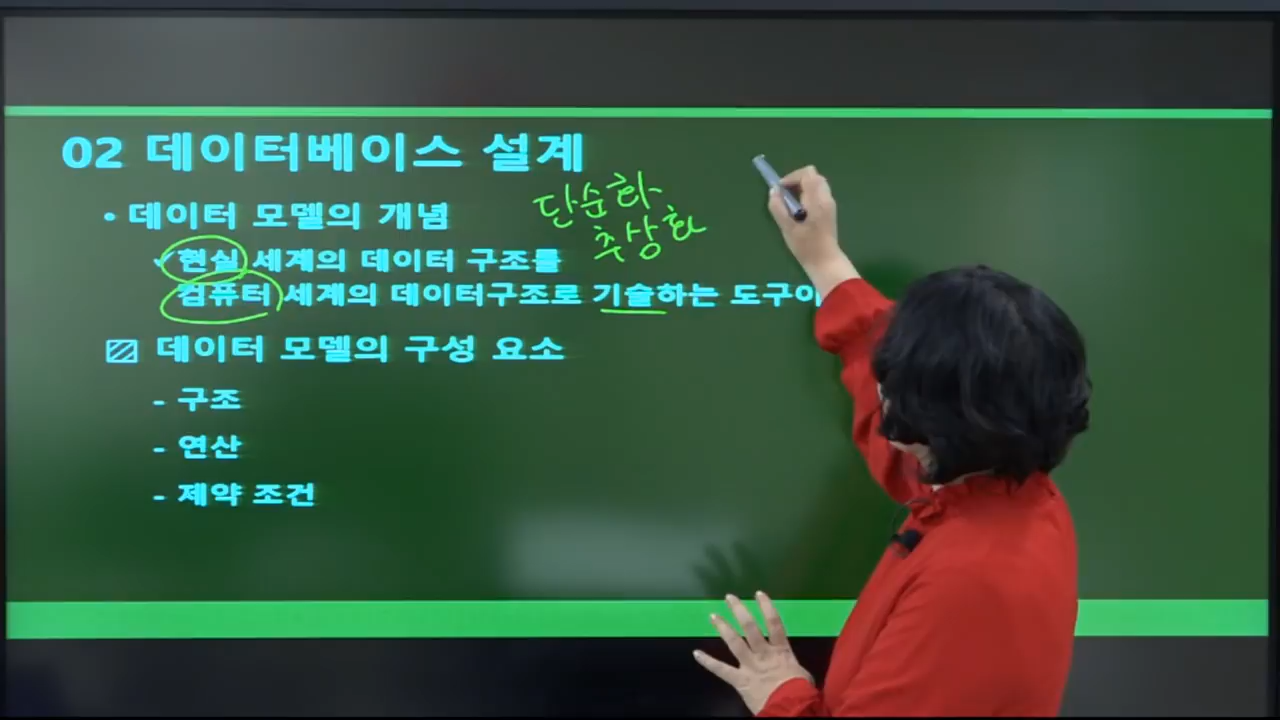 02 데이터베이스 설계
• 데이터 모델의 개념
단순화
추상화
✓ 현실 세계의 데이터 구조를
컴퓨터 세계의 데이터구조로 기술하는 도구이
▨ 데이터 모델의 구성 요소
- 구조
- 연산
- 제약 조건